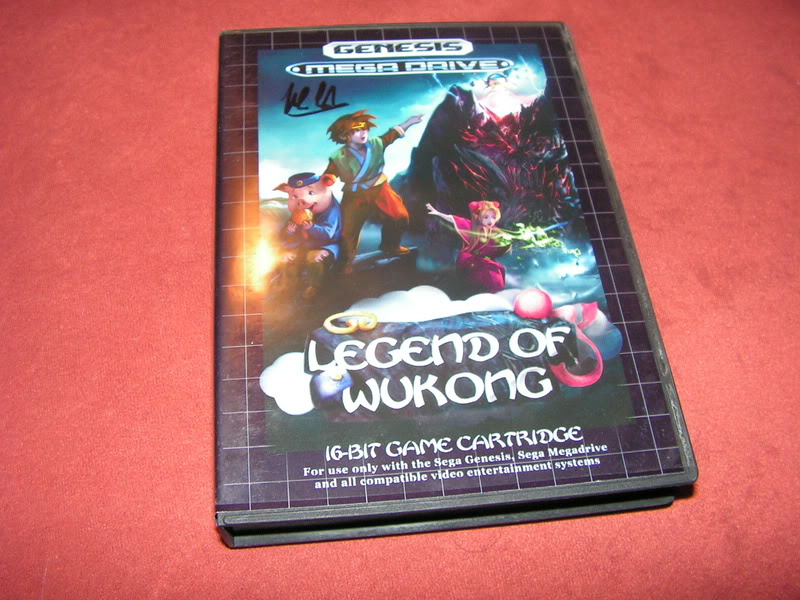 GENESIS
MEGA DRIVE
LEGEND OF
WUKONG
16-BIT GAME CARTRIDGE
For use only with the Sega Genesis, Sega Megadrive
and all compatible video entertainment systems